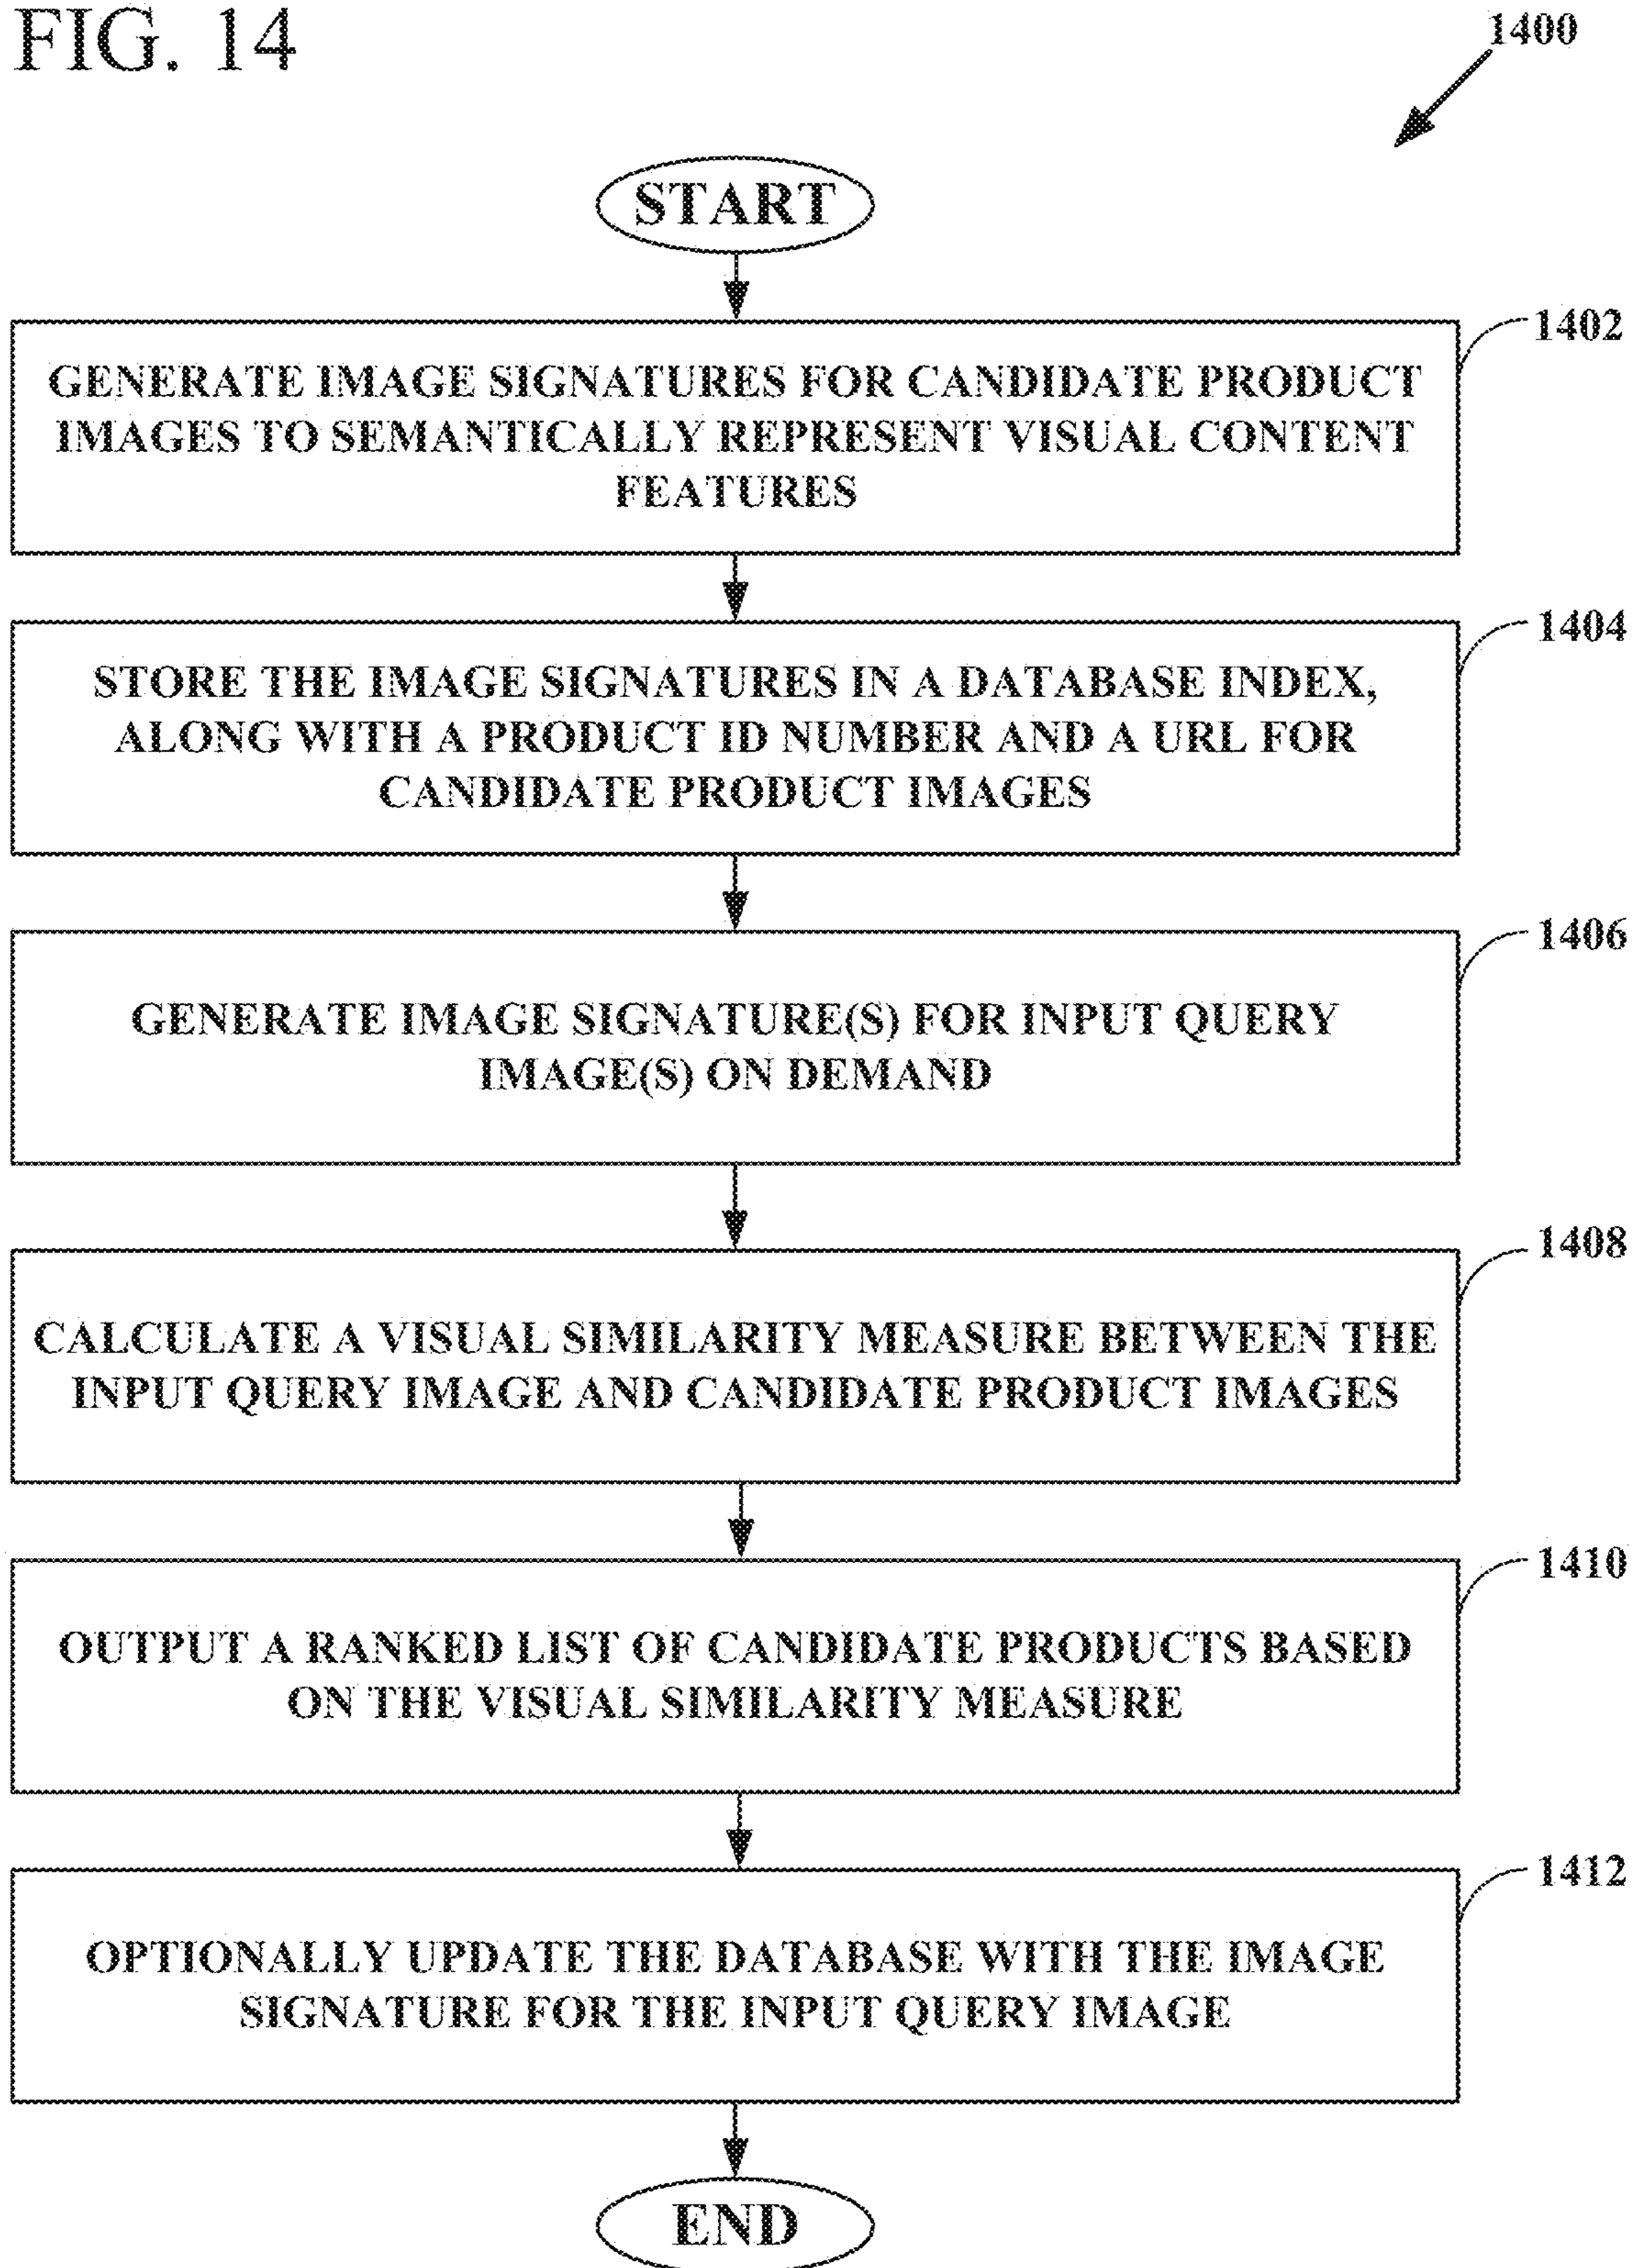 FIG. 14
1400
START
1402
GENERATE IMAGE SIGNATURES FOR CANDIDATE PRODUCT
IMAGES TO SEMANTICALLY REPRESENT VISUAL CONTENT
FEATURES
1404
STORE THE IMAGE SIGNATURES IN A DATABASE INDEX,
ALONG WITH A PRODUCT ID NUMBER AND A URL FOR
CANDIDATE PRODUCT IMAGES
1406
GENERATE IMAGE SIGNATURE(S) FOR INPUT QUERY
IMAGE(S) ON DEMAND
1408
CALCULATE A VISUAL SIMILARITY MEASURE BETWEEN THE
INPUT QUERY IMAGE AND CANDIDATE PRODUCT IMAGES
1410
OUTPUT A RANKED LIST OF CANDIDATE PRODUCTS BASED
ON THE VISUAL SIMILARITY MEASURE
1412
OPTIONALLY UPDATE THE DATABASE WITH THE IMAGE
SIGNATURE FOR THE INPUT QUERY IMAGE
END